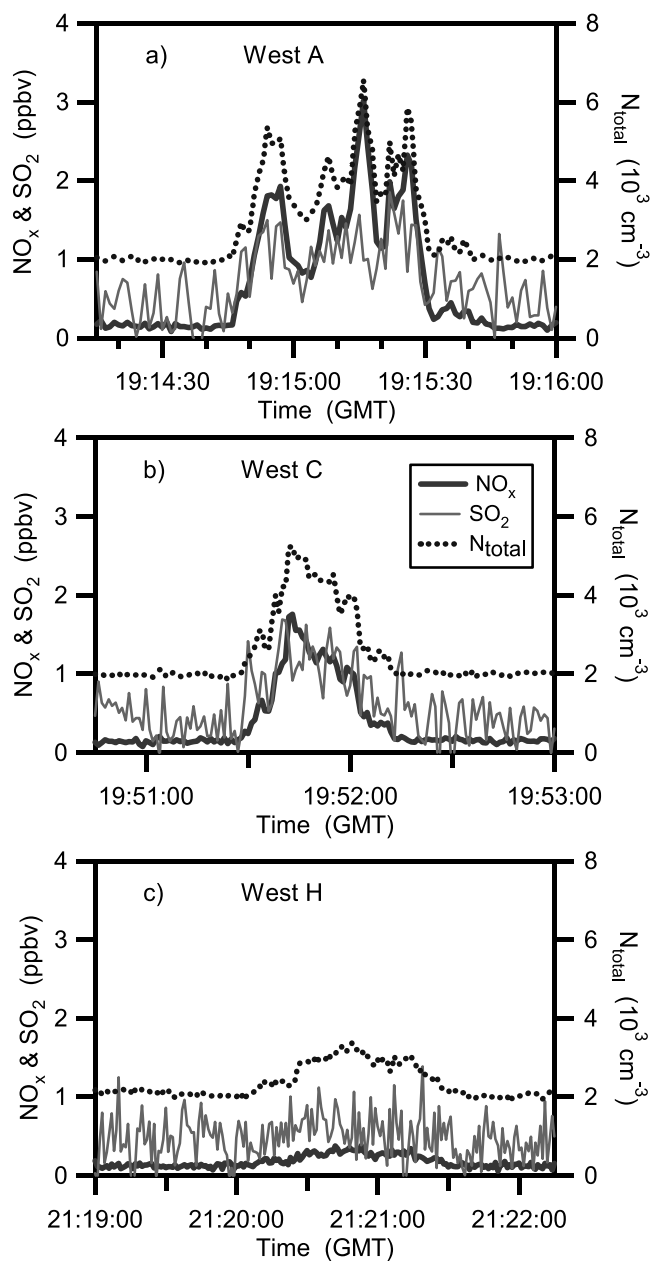 a) West A
NOₓ & SO₂ (ppbv)
4
3
2
1
0
N_total (10³ cm⁻³)
8
6
4
2
0
19:14:30 19:15:00 19:15:30 19:16:00
Time (GMT)
b) West C
NOₓ
SO₂
N_total
NOₓ & SO₂ (ppbv)
4
3
2
1
0
N_total (10³ cm⁻³)
8
6
4
2
0
19:51:00 19:52:00 19:53:00
Time (GMT)
c) West H
NOₓ & SO₂ (ppbv)
4
3
2
1
0
N_total (10³ cm⁻³)
8
6
4
2
0
21:19:00 21:20:00 21:21:00 21:22:00
Time (GMT)